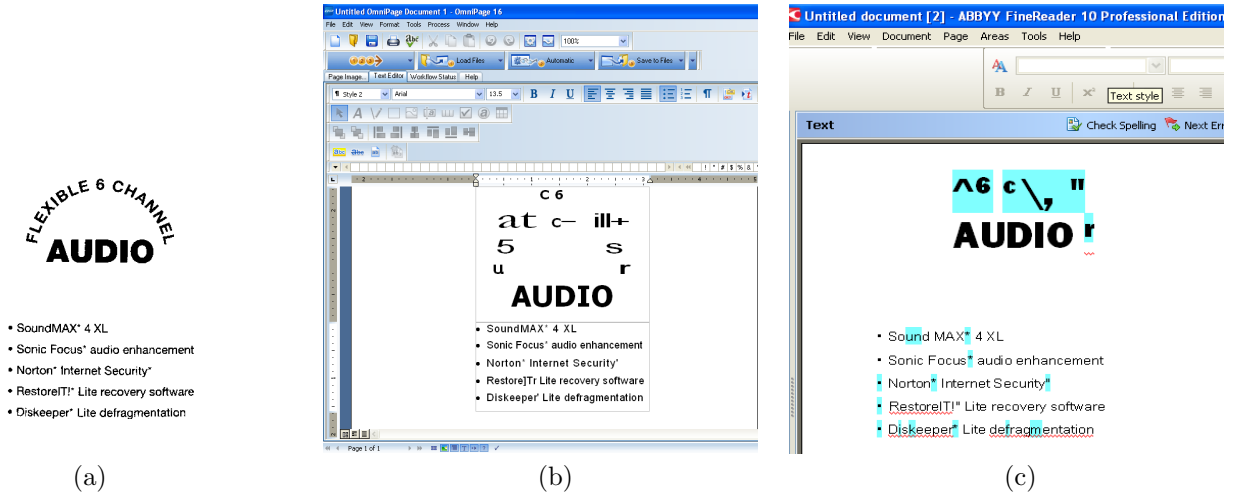 FLEXIBLE 6 CHANNEL
AUDIO
• SoundMAX* 4 XL
• Sonic Focus* audio enhancement
• Norton* Internet Security*
• RestoreIT!* Lite recovery software
• Diskeeper* Lite defragmentation
(a)
Untitled OmniPage Document 1 - OmniPage 16
File Edit View Format Tools Process Window Help
100%
Load Files Automatic Save to Files
Page Image... Text Editor Workflow Status Help
¶ Style 2 Arial 13.5 B I U
C 6
at c– ill+
5 s
u r
AUDIO
• SoundMAX' 4 XL
• Sonic Focus' audio enhancement
• Norton' Internet Security'
• Restore]Tr Lite recovery software
• Diskeeper' Lite defragmentation
Page 1 of 1
(b)
Untitled document [2] - ABBYY FineReader 10 Professional Edition
File Edit View Document Page Areas Tools Help
B I U x² Text style
Text Check Spelling Next Err
^6 c \, "
AUDIO r
• Sound MAX* 4 XL
• Sonic Focus* audio enhancement
• Norton* Internet Security"
• RestoreIT!" Lite recovery software
• Diskeeper* Lite defragmentation
(c)